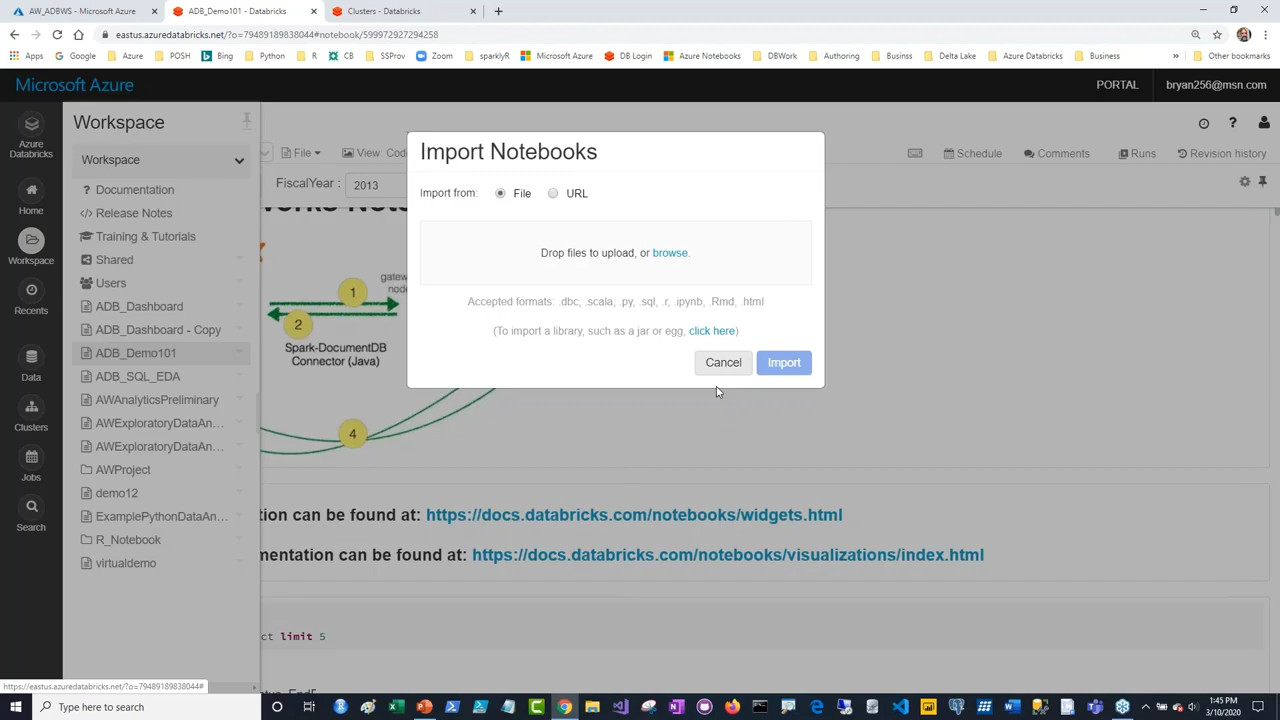 AW_ADBWS - Microsoft Azure
ADB_Demo101 - Databricks
Clusters - Databricks
eastus.azuredatabricks.net/?o=79489189838044#notebook/599972927294258
Apps Google Azure POSH Bing Python R CB SSProv Zoom sparklyR Microsoft Azure DB Login Azure Notebooks DBWork Authoring Businss Delta Lake Azure Databricks Business Other bookmarks
Microsoft Azure
PORTAL
bryan256@msn.com
Azure Databricks
Home
Workspace
Recents
Data
Clusters
Jobs
Search
Workspace
Workspace
Documentation
Release Notes
Training & Tutorials
Shared
Users
ADB_Dashboard
ADB_Dashboard - Copy
ADB_Demo101
ADB_SQL_EDA
AWAnalyticsPreliminary
AWExploratoryDataAn...
AWExploratoryDataAn...
AWProject
demo12
ExamplePythonDataAn...
R_Notebook
virtualdemo
File
View: Cod
Schedule
Comments
Runs
Revision history
FiscalYear : 2013
Import Notebooks
Import from: File URL
Drop files to upload, or browse.
Accepted formats: .dbc, .scala, .py, .sql, .r, .ipynb, .Rmd, .html
(To import a library, such as a jar or egg, click here)
Cancel
Import
gatew
node
1
2
Spark-DocumentDB
Connector (Java)
4
tion can be found at: https://docs.databricks.com/notebooks/widgets.html
mentation can be found at: https://docs.databricks.com/notebooks/visualizations/index.html
ct limit 5
https://eastus.azuredatabricks.net/?o=79489189838044#
Type here to search
1:45 PM
3/10/2020